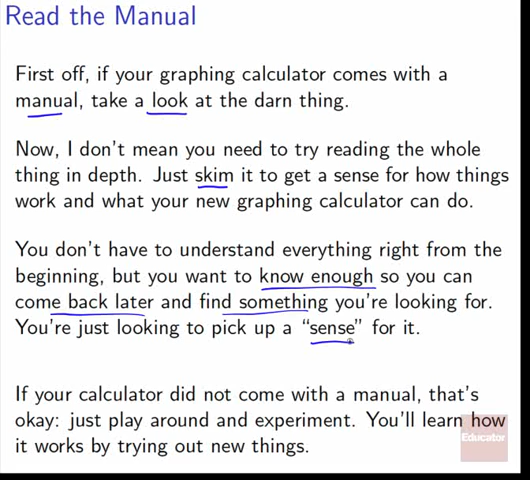 Read the Manual
First off, if your graphing calculator comes with a
manual, take a look at the darn thing.
Now, I don't mean you need to try reading the whole
thing in depth. Just skim it to get a sense for how things
work and what your new graphing calculator can do.
You don't have to understand everything right from the
beginning, but you want to know enough so you can
come back later and find something you're looking for.
You're just looking to pick up a “sense” for it.
If your calculator did not come with a manual, that's
okay: just play around and experiment. You'll learn how
it works by trying out new things.
Educator